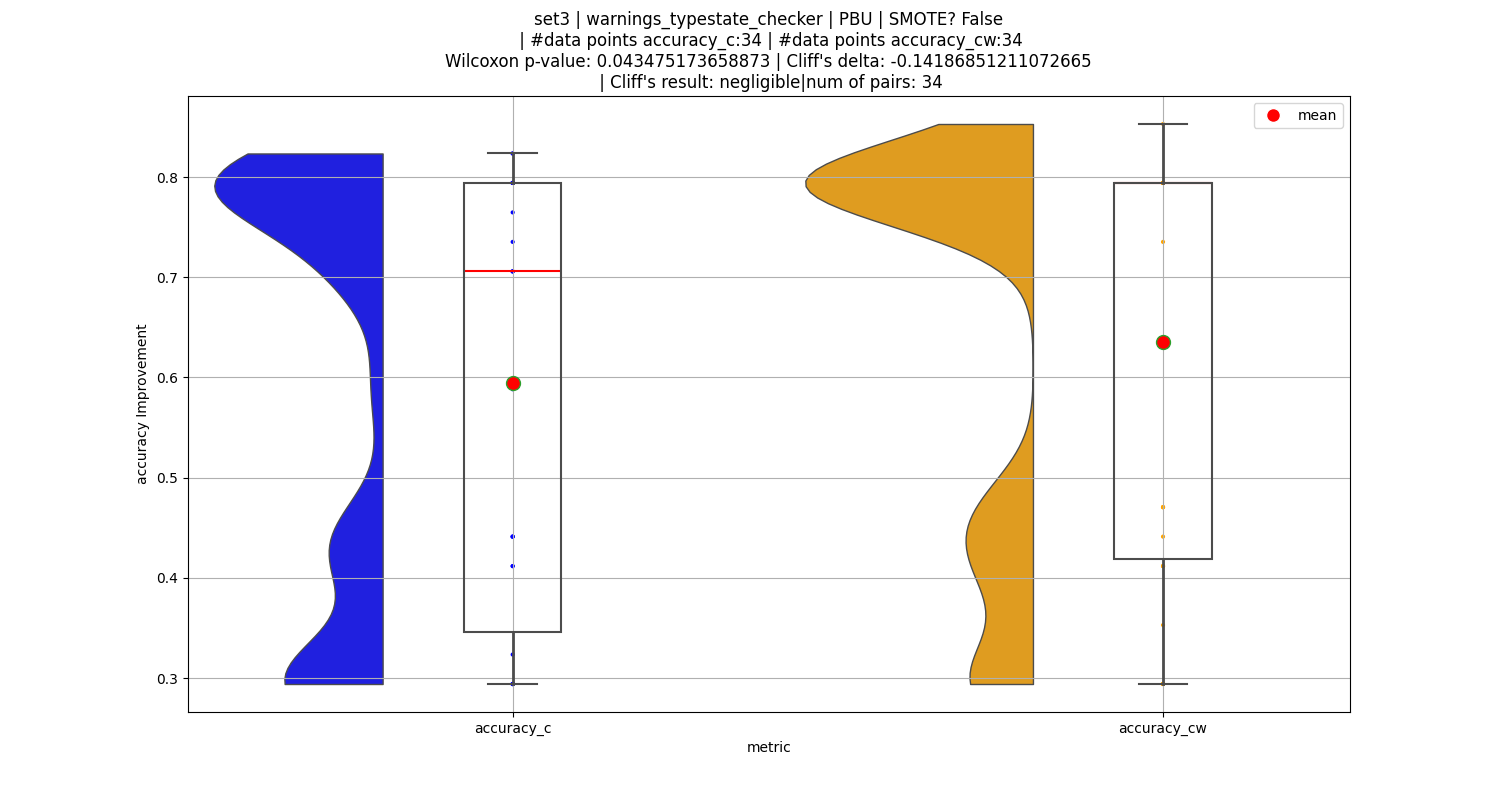 set3 | warnings_typestate_checker | PBU | SMOTE? False
| #data points accuracy_c:34 | #data points accuracy_cw:34
Wilcoxon p-value: 0.043475173658873 | Cliff's delta: -0.14186851211072665
| Cliff's result: negligible|num of pairs: 34
mean
0.8
0.7
0.6
0.5
0.4
0.3
accuracy Improvement
accuracy_c
accuracy_cw
metric